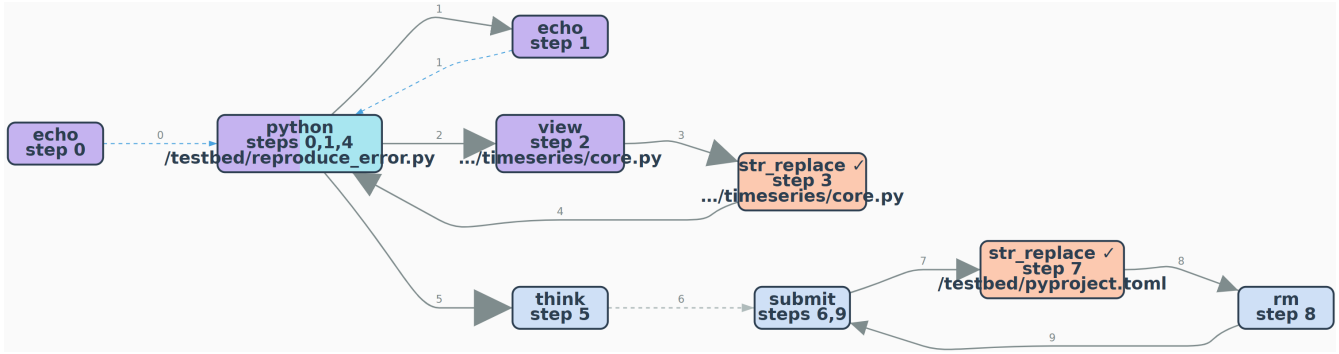 1
echo
step 1
1
echo
step 0
0
python
steps 0,1,4
/testbed/reproduce_error.py
2
view
step 2
.../timeseries/core.py
3
str_replace ✓
step 3
.../timeseries/core.py
4
5
think
step 5
6
submit
steps 6,9
7
str_replace ✓
step 7
/testbed/pyproject.toml
8
rm
step 8
9